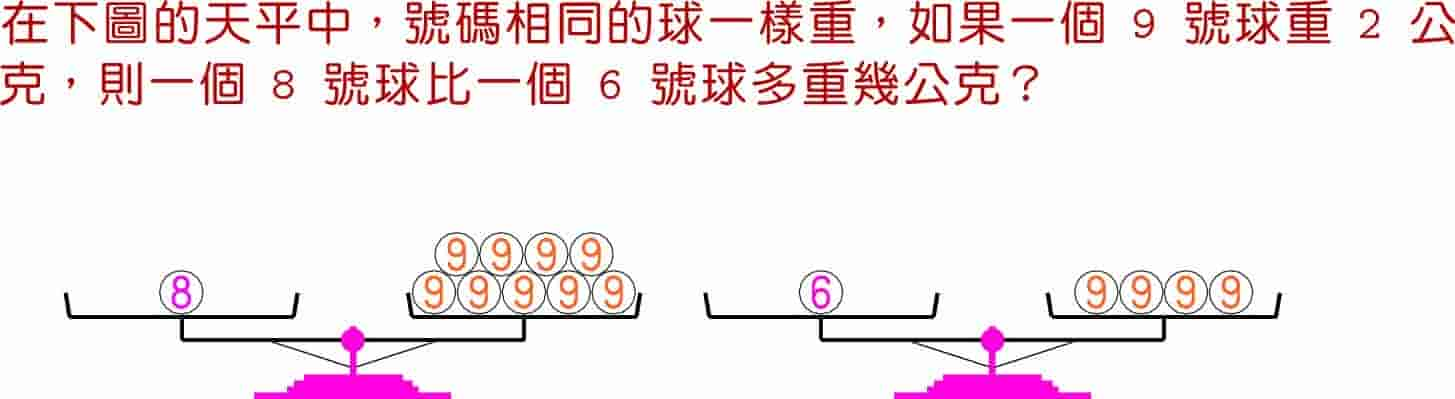 在下圖的天平中，號碼相同的球一樣重，如果一個 9 號球重 2 公
克，則一個 8 號球比一個 6 號球多重幾公克？
9 9 9 9
8 9 9 9 9 9 6 9 9 9 9